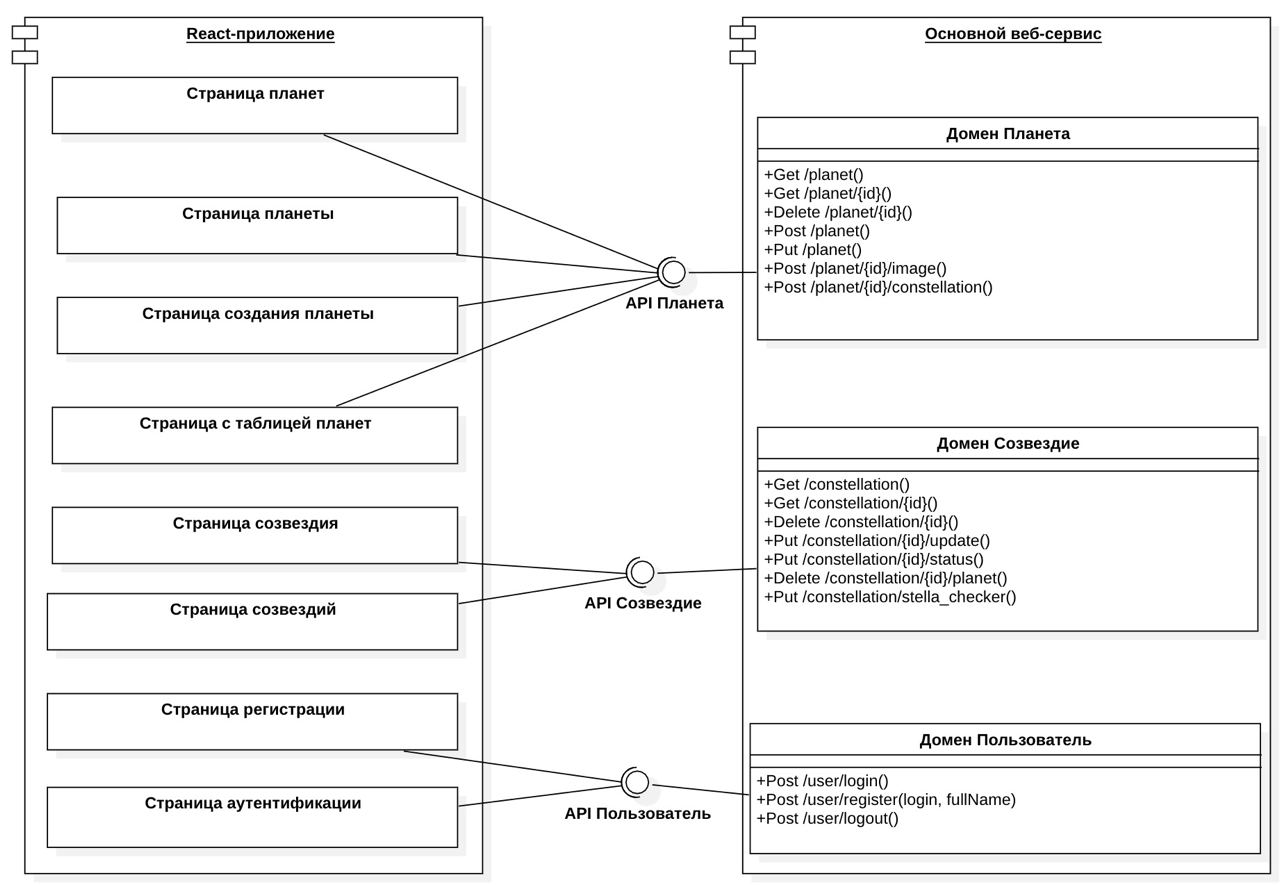 React-приложение
Страница планет
Страница планеты
Страница создания планеты
Страница с таблицей планет
Страница созвездия
Страница созвездий
Страница регистрации
Страница аутентификации
API Планета
API Созвездие
API Пользователь
Основной веб-сервис
Домен Планета
+Get /planet()
+Get /planet/{id}()
+Delete /planet/{id}()
+Post /planet()
+Put /planet()
+Post /planet/{id}/image()
+Post /planet/{id}/constellation()
Домен Созвездие
+Get /constellation()
+Get /constellation/{id}()
+Delete /constellation/{id}()
+Put /constellation/{id}/update()
+Put /constellation/{id}/status()
+Delete /constellation/{id}/planet()
+Put /constellation/stella_checker()
Домен Пользователь
+Post /user/login()
+Post /user/register(login, fullName)
+Post /user/logout()